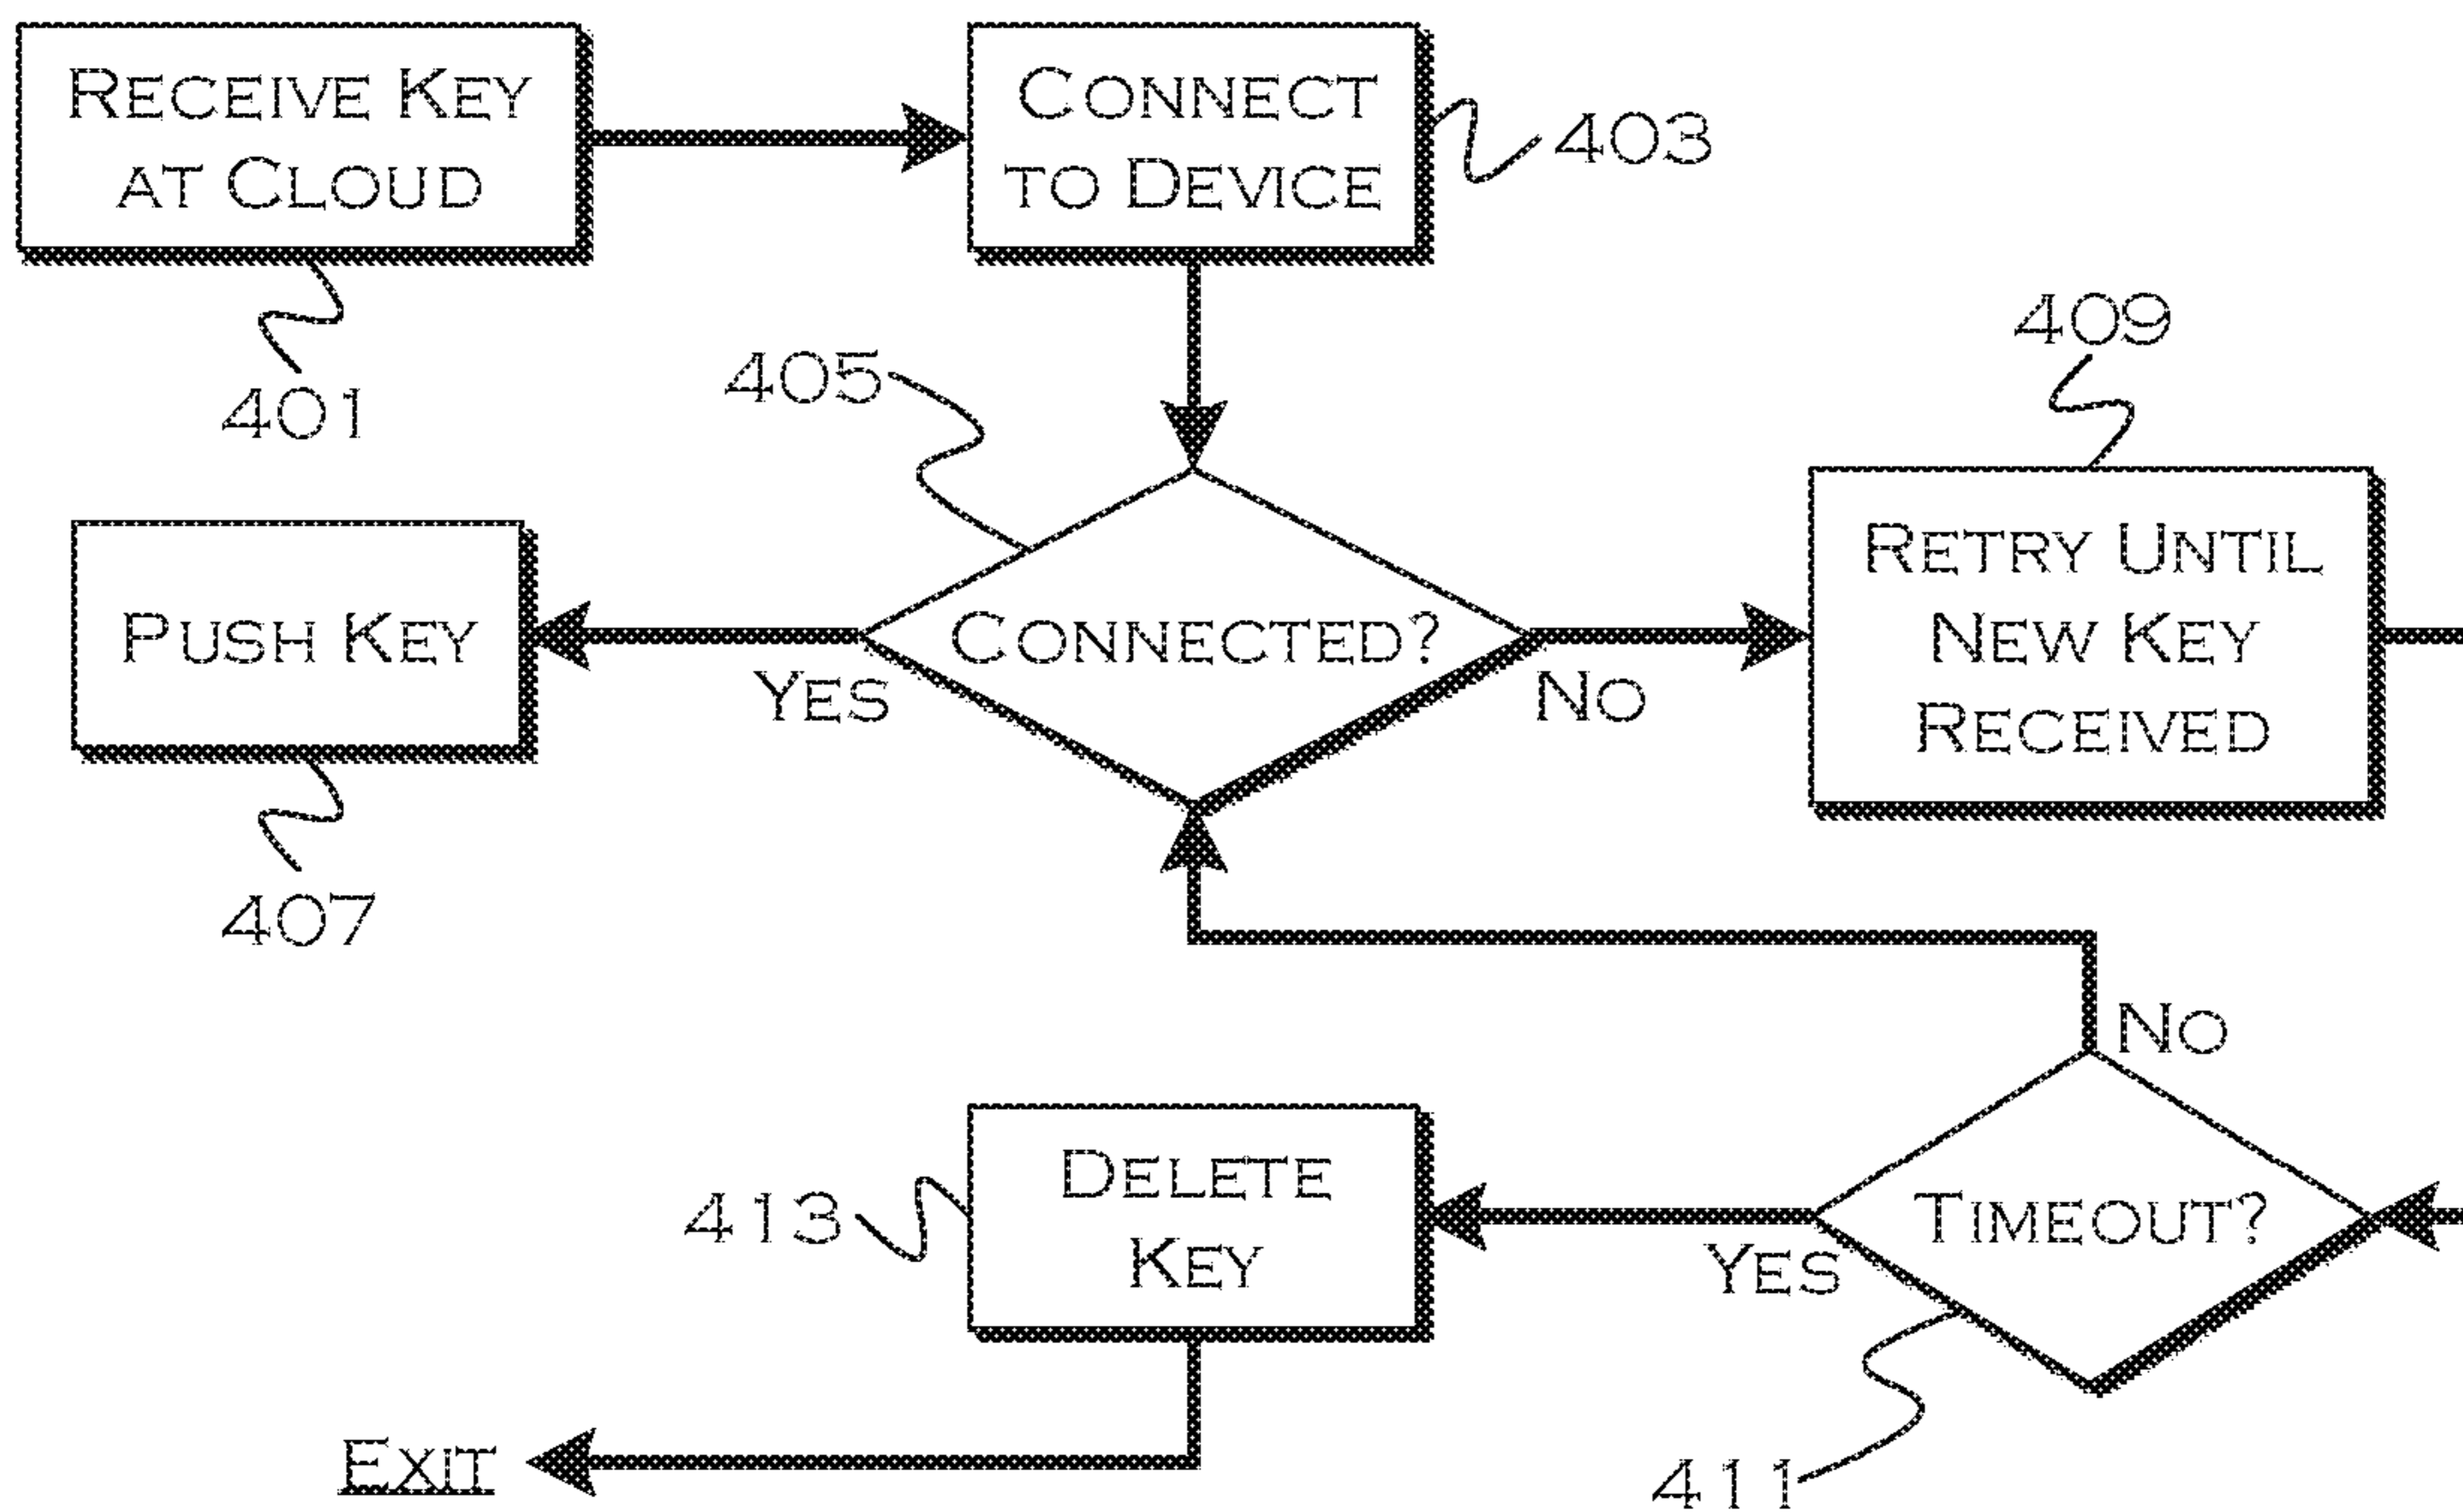 RECEIVE KEY
AT CLOUD
CONNECT
TO DEVICE
403
401
405
409
PUSH KEY
CONNECTED?
YES
NO
RETRY UNTIL
NEW KEY
RECEIVED
407
NO
DELETE
KEY
413
TIMEOUT?
YES
EXIT
411